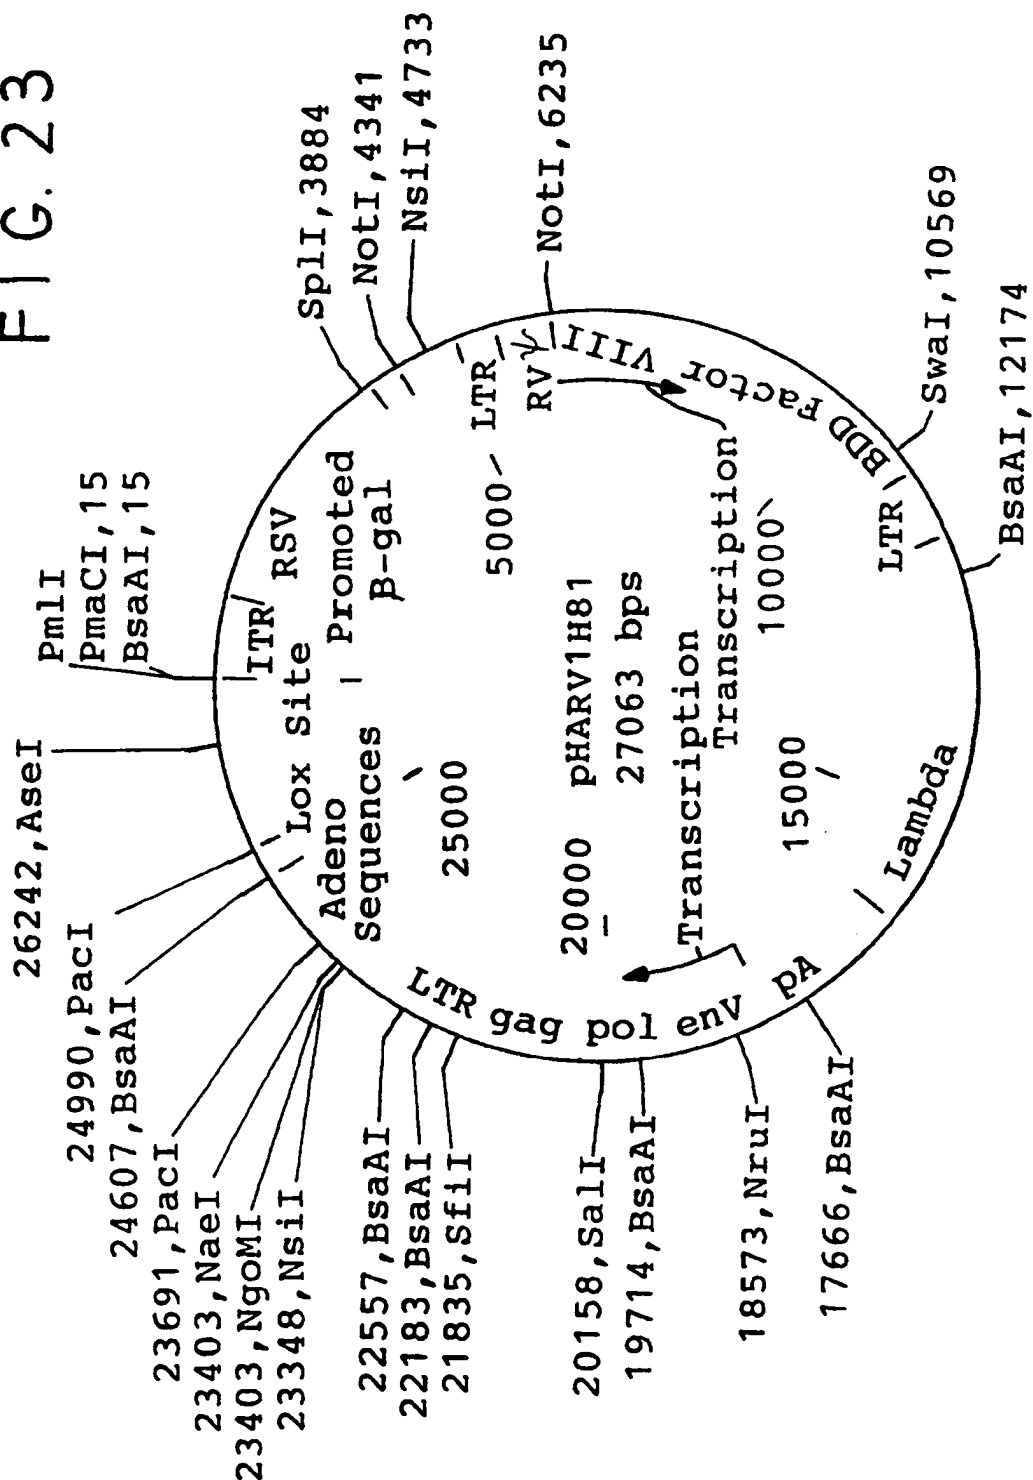 FIG. 23
PmlI
PmaCI,15
BsaAI,15
SplI,3884
NotI,4341
NsiI,4733
NotI,6235
SwaI,10569
BsaAI,12174
26242,AseI
24990,PacI
24607,BsaAI
23691,PacI
23403,NaeI
23403,NgoMI
23348,NsiI
22557,BsaAI
22183,BsaAI
21835,SfiI
20158,SalI
19714,BsaAI
18573,NruI
17666,BsaAI
ITR
RSV
Promoted
β-gal
Lox Site
Adeno
Sequences
LTR
ψ
RV
BDD Factor VIII
LTR
Lambda
pA
env
pol
gag
LTR
5000
10000
15000
20000
25000
Transcription
Transcription
pHARV1H81
27063 bps